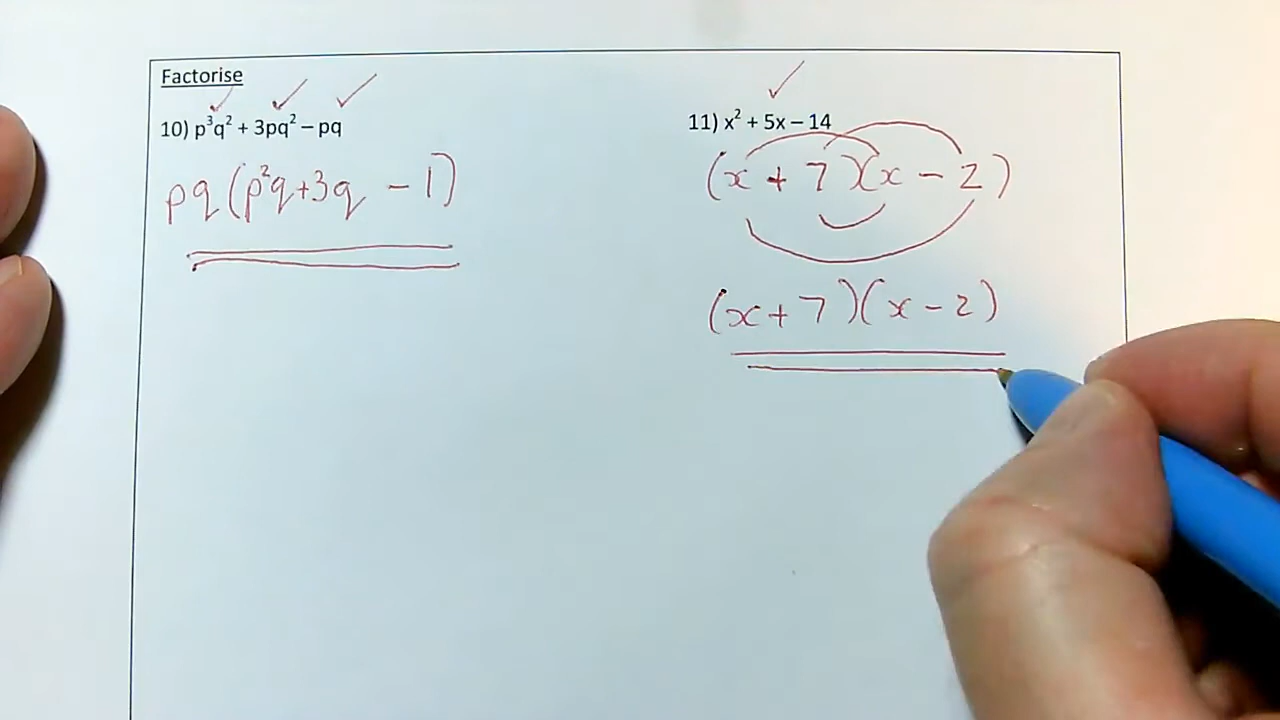 Factorise
10) p³q² + 3pq² – pq
pq(p²q+3q – 1)
11) x² + 5x – 14
(x + 7)(x – 2)
(x + 7)(x – 2)